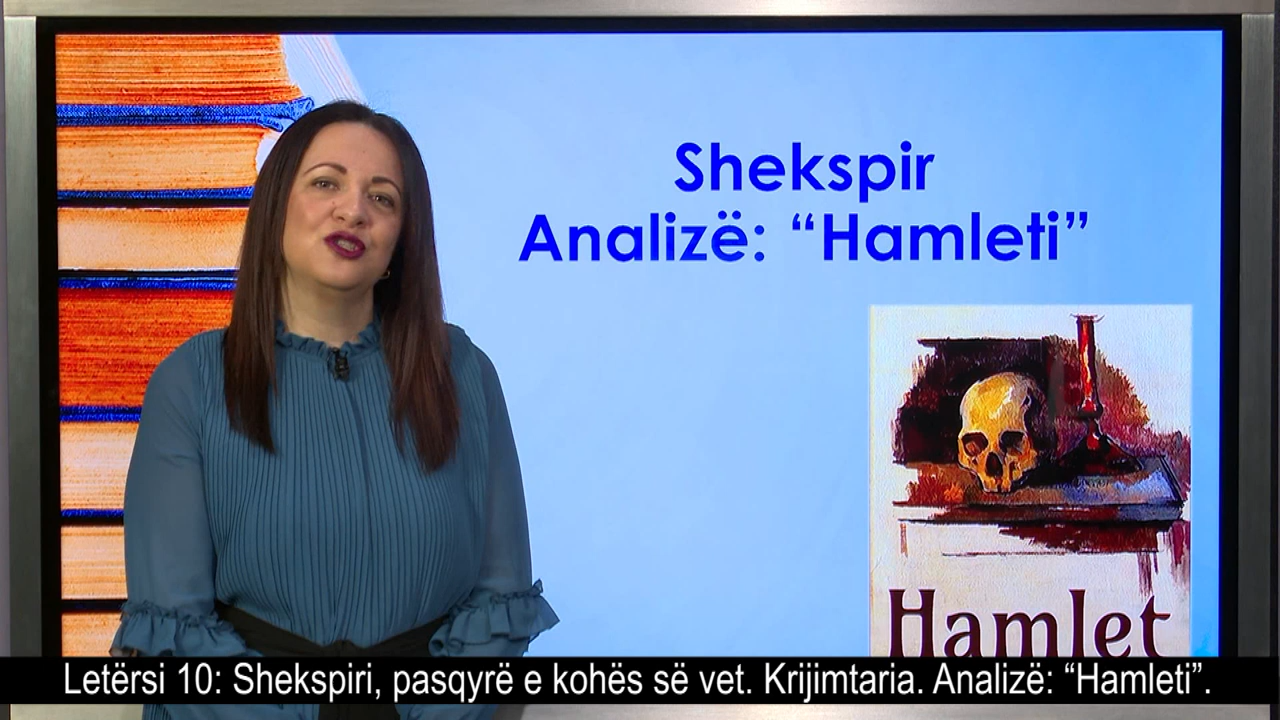 Shekspir
Analizë: “Hamleti”
Hamlet
Letërsi 10: Shekspiri, pasqyrë e kohës së vet. Krijimtaria. Analizë: “Hamleti”.